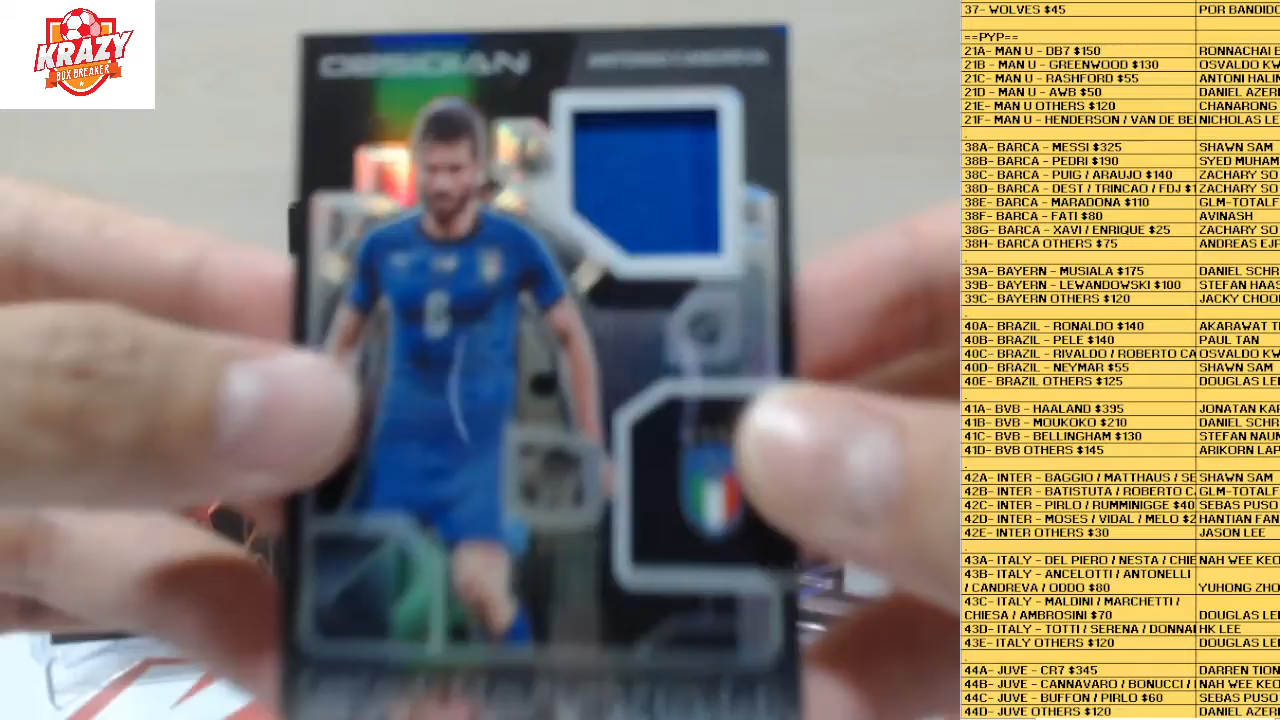 KRAZY
BOX BREAKER
OBSIDIAN
ANTONIO CANDREVA
6
37- WOLVES $45 POR BANDIDO
==PYP==
21A- MAN U - DB7 $150 RONNACHAI E
21B - MAN U - GREENWOOD $130 OSVALDO KW
21C- MAN U - RASHFORD $55 ANTONI HALIN
21D - MAN U - AWB $50 DANIEL AZERI
21E- MAN U OTHERS $120 CHANARONG
21F- MAN U - HENDERSON / VAN DE BE NICHOLAS LE
.
38A- BARCA - MESSI $325 SHAWN SAM
38B- BARCA - PEDRI $190 SYED MUHAM
38C- BARCA - PUIG / ARAUJO $140 ZACHARY SO
38D- BARCA - DEST / TRINCAO / FDJ $1 ZACHARY SO
38E- BARCA - MARADONA $110 GLM-TOTALF
38F- BARCA - FATI $80 AVINASH
38G- BARCA - XAVI / ENRIQUE $25 ZACHARY SO
38H- BARCA OTHERS $75 ANDREAS EJF
.
39A- BAYERN - MUSIALA $175 DANIEL SCHR
39B- BAYERN - LEWANDOWSKI $100 STEFAN HAAS
39C- BAYERN OTHERS $120 JACKY CHOO
.
40A- BRAZIL - RONALDO $140 AKARAWAT T
40B- BRAZIL - PELE $140 PAUL TAN
40C- BRAZIL - RIVALDO / ROBERTO CA OSVALDO KW
40D- BRAZIL - NEYMAR $55 SHAWN SAM
40E- BRAZIL OTHERS $125 DOUGLAS LE
.
41A- BVB - HAALAND $395 JONATAN KAF
41B- BVB - MOUKOKO $210 DANIEL SCHR
41C- BVB - BELLINGHAM $130 STEFAN NAUM
41D- BVB OTHERS $145 ARIKORN LAP
.
42A- INTER - BAGGIO / MATTHAUS / SE SHAWN SAM
42B- INTER - BATISTUTA / ROBERTO C. GLM-TOTALF
42C- INTER - PIRLO / RUMMINIGGE $40 SEBAS PUSO
42D- INTER - MOSES / VIDAL / MELO $2 HANTIAN FAN
42E- INTER OTHERS $30 JASON LEE
.
43A- ITALY - DEL PIERO / NESTA / CHIE NAH WEE KEO
43B- ITALY - ANCELOTTI / ANTONELLI
/ CANDREVA / ODDO $80 YUHONG ZHO
43C- ITALY - MALDINI / MARCHETTI /
CHIESA / AMBROSINI $70 DOUGLAS LE
43D- ITALY - TOTTI / SERENA / DONNAI HK LEE
43E- ITALY OTHERS $120 DOUGLAS LE
.
44A- JUVE - CR7 $345 DARREN TION
44B- JUVE - CANNAVARO / BONUCCI / NAH WEE KEO
44C- JUVE - BUFFON / PIRLO $60 SEBAS PUSO
44D- JUVE OTHERS $120 DANIEL AZERI